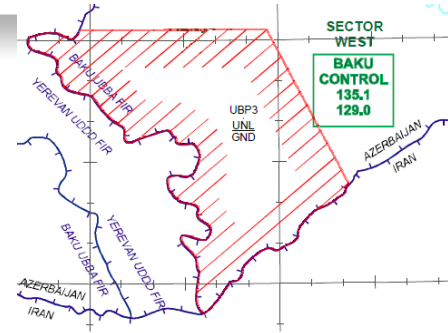 SECTOR
WEST
BAKU
CONTROL
135.1
129.0
BAKU UBBA FIR
YEREVAN UDDD FIR
UBP3
UNL
GND
AZERBAIJAN
IRAN
YEREVAN UDDD FIR
BAKU UBBA FIR
AZERBAIJAN
IRAN